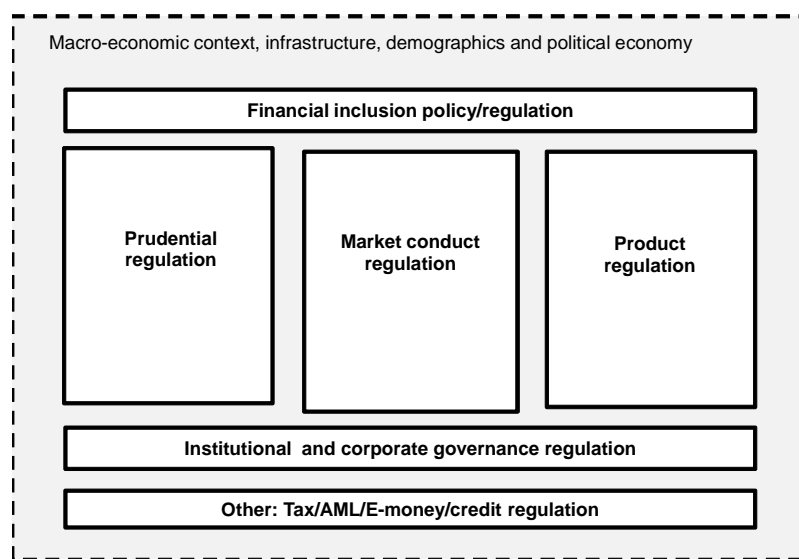 Macro-economic context, infrastructure, demographics and political economy
Financial inclusion policy/regulation
Prudential
regulation
Market conduct
regulation
Product
regulation
Institutional and corporate governance regulation
Other: Tax/AML/E-money/credit regulation